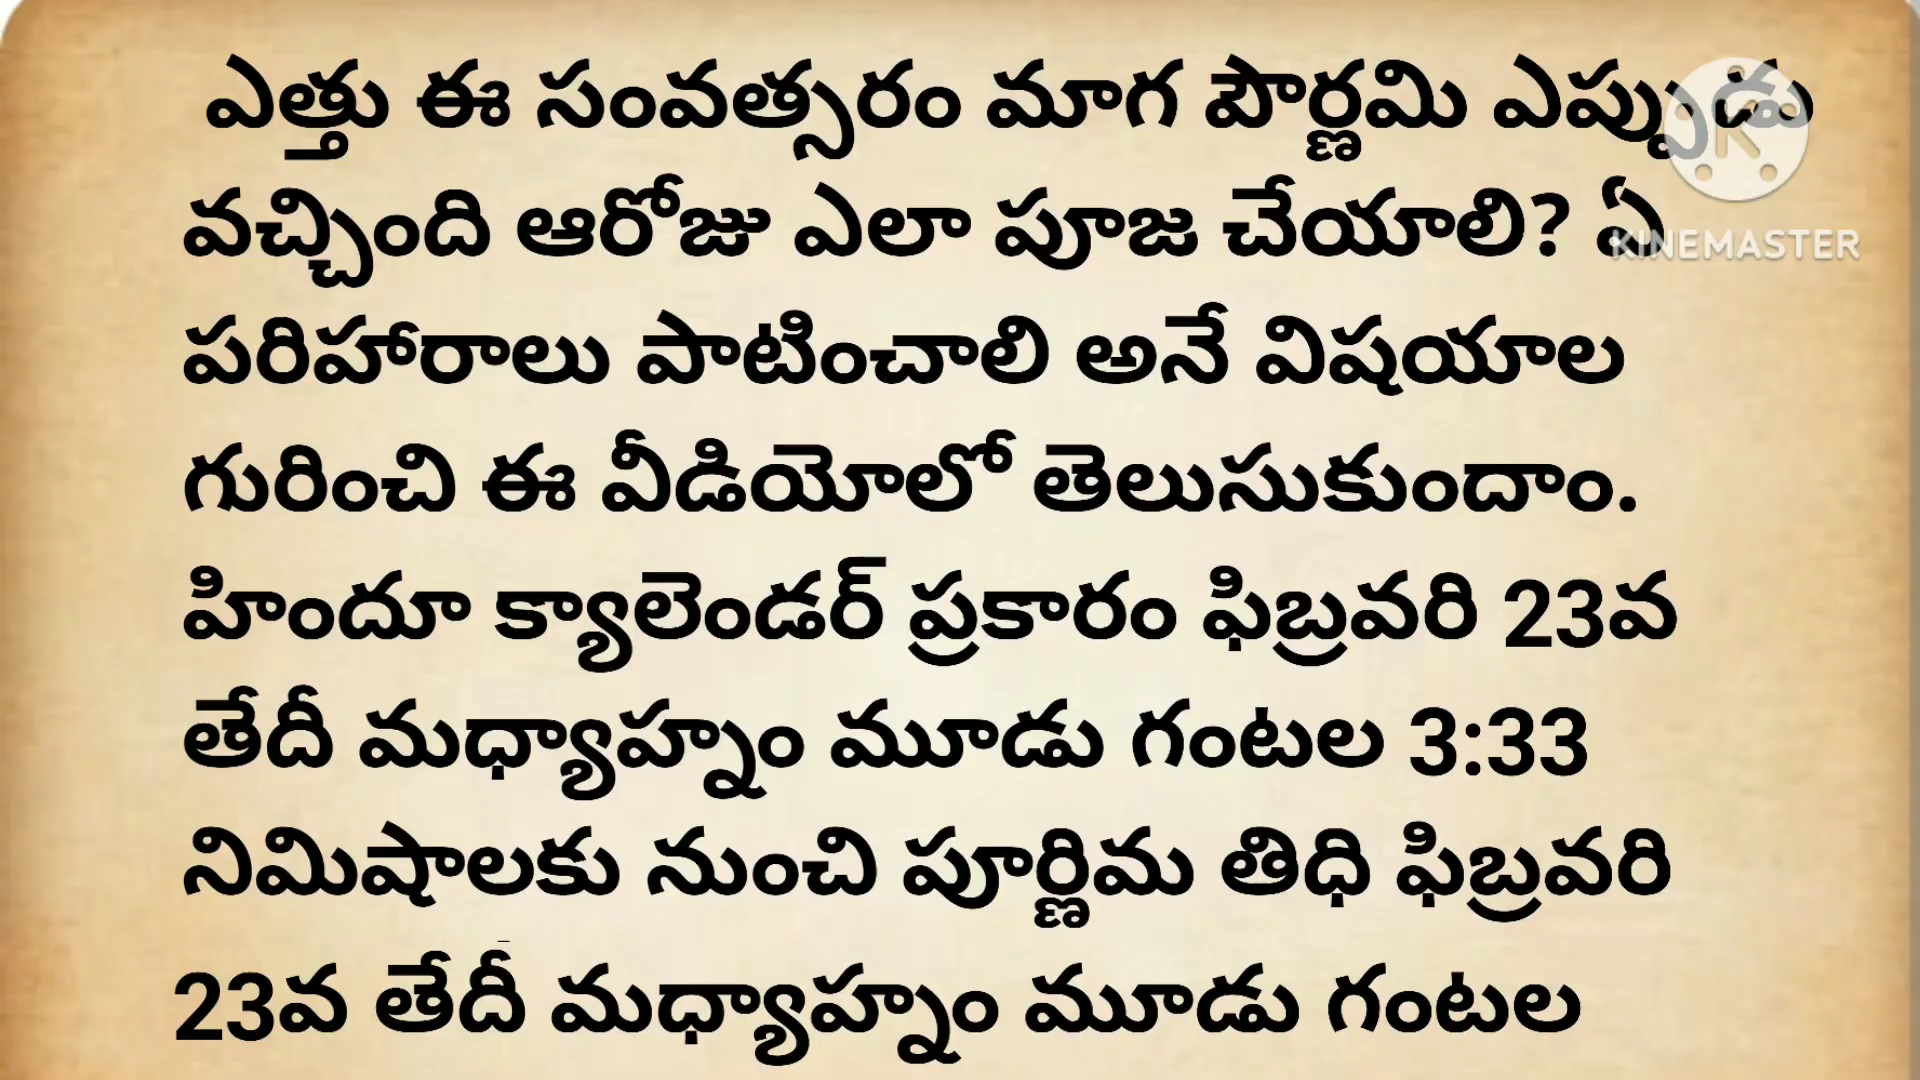 ఎత్తు ఈ సంవత్సరం మాగ పౌర్ణమి ఎప్పుడు
వచ్చింది ఆరోజు ఎలా పూజ చేయాలి? ఏ
KINEMASTER
పరిహారాలు పాటించాలి అనే విషయాల
గురించి ఈ వీడియోలో తెలుసుకుందాం.
హిందూ క్యాలెండర్ ప్రకారం ఫిబ్రవరి 23వ
తేదీ మధ్యాహ్నం మూడు గంటల 3:33
నిమిషాలకు నుంచి పూర్ణిమ తిధి ఫిబ్రవరి
23వ తేదీ మధ్యాహ్నం మూడు గంటల